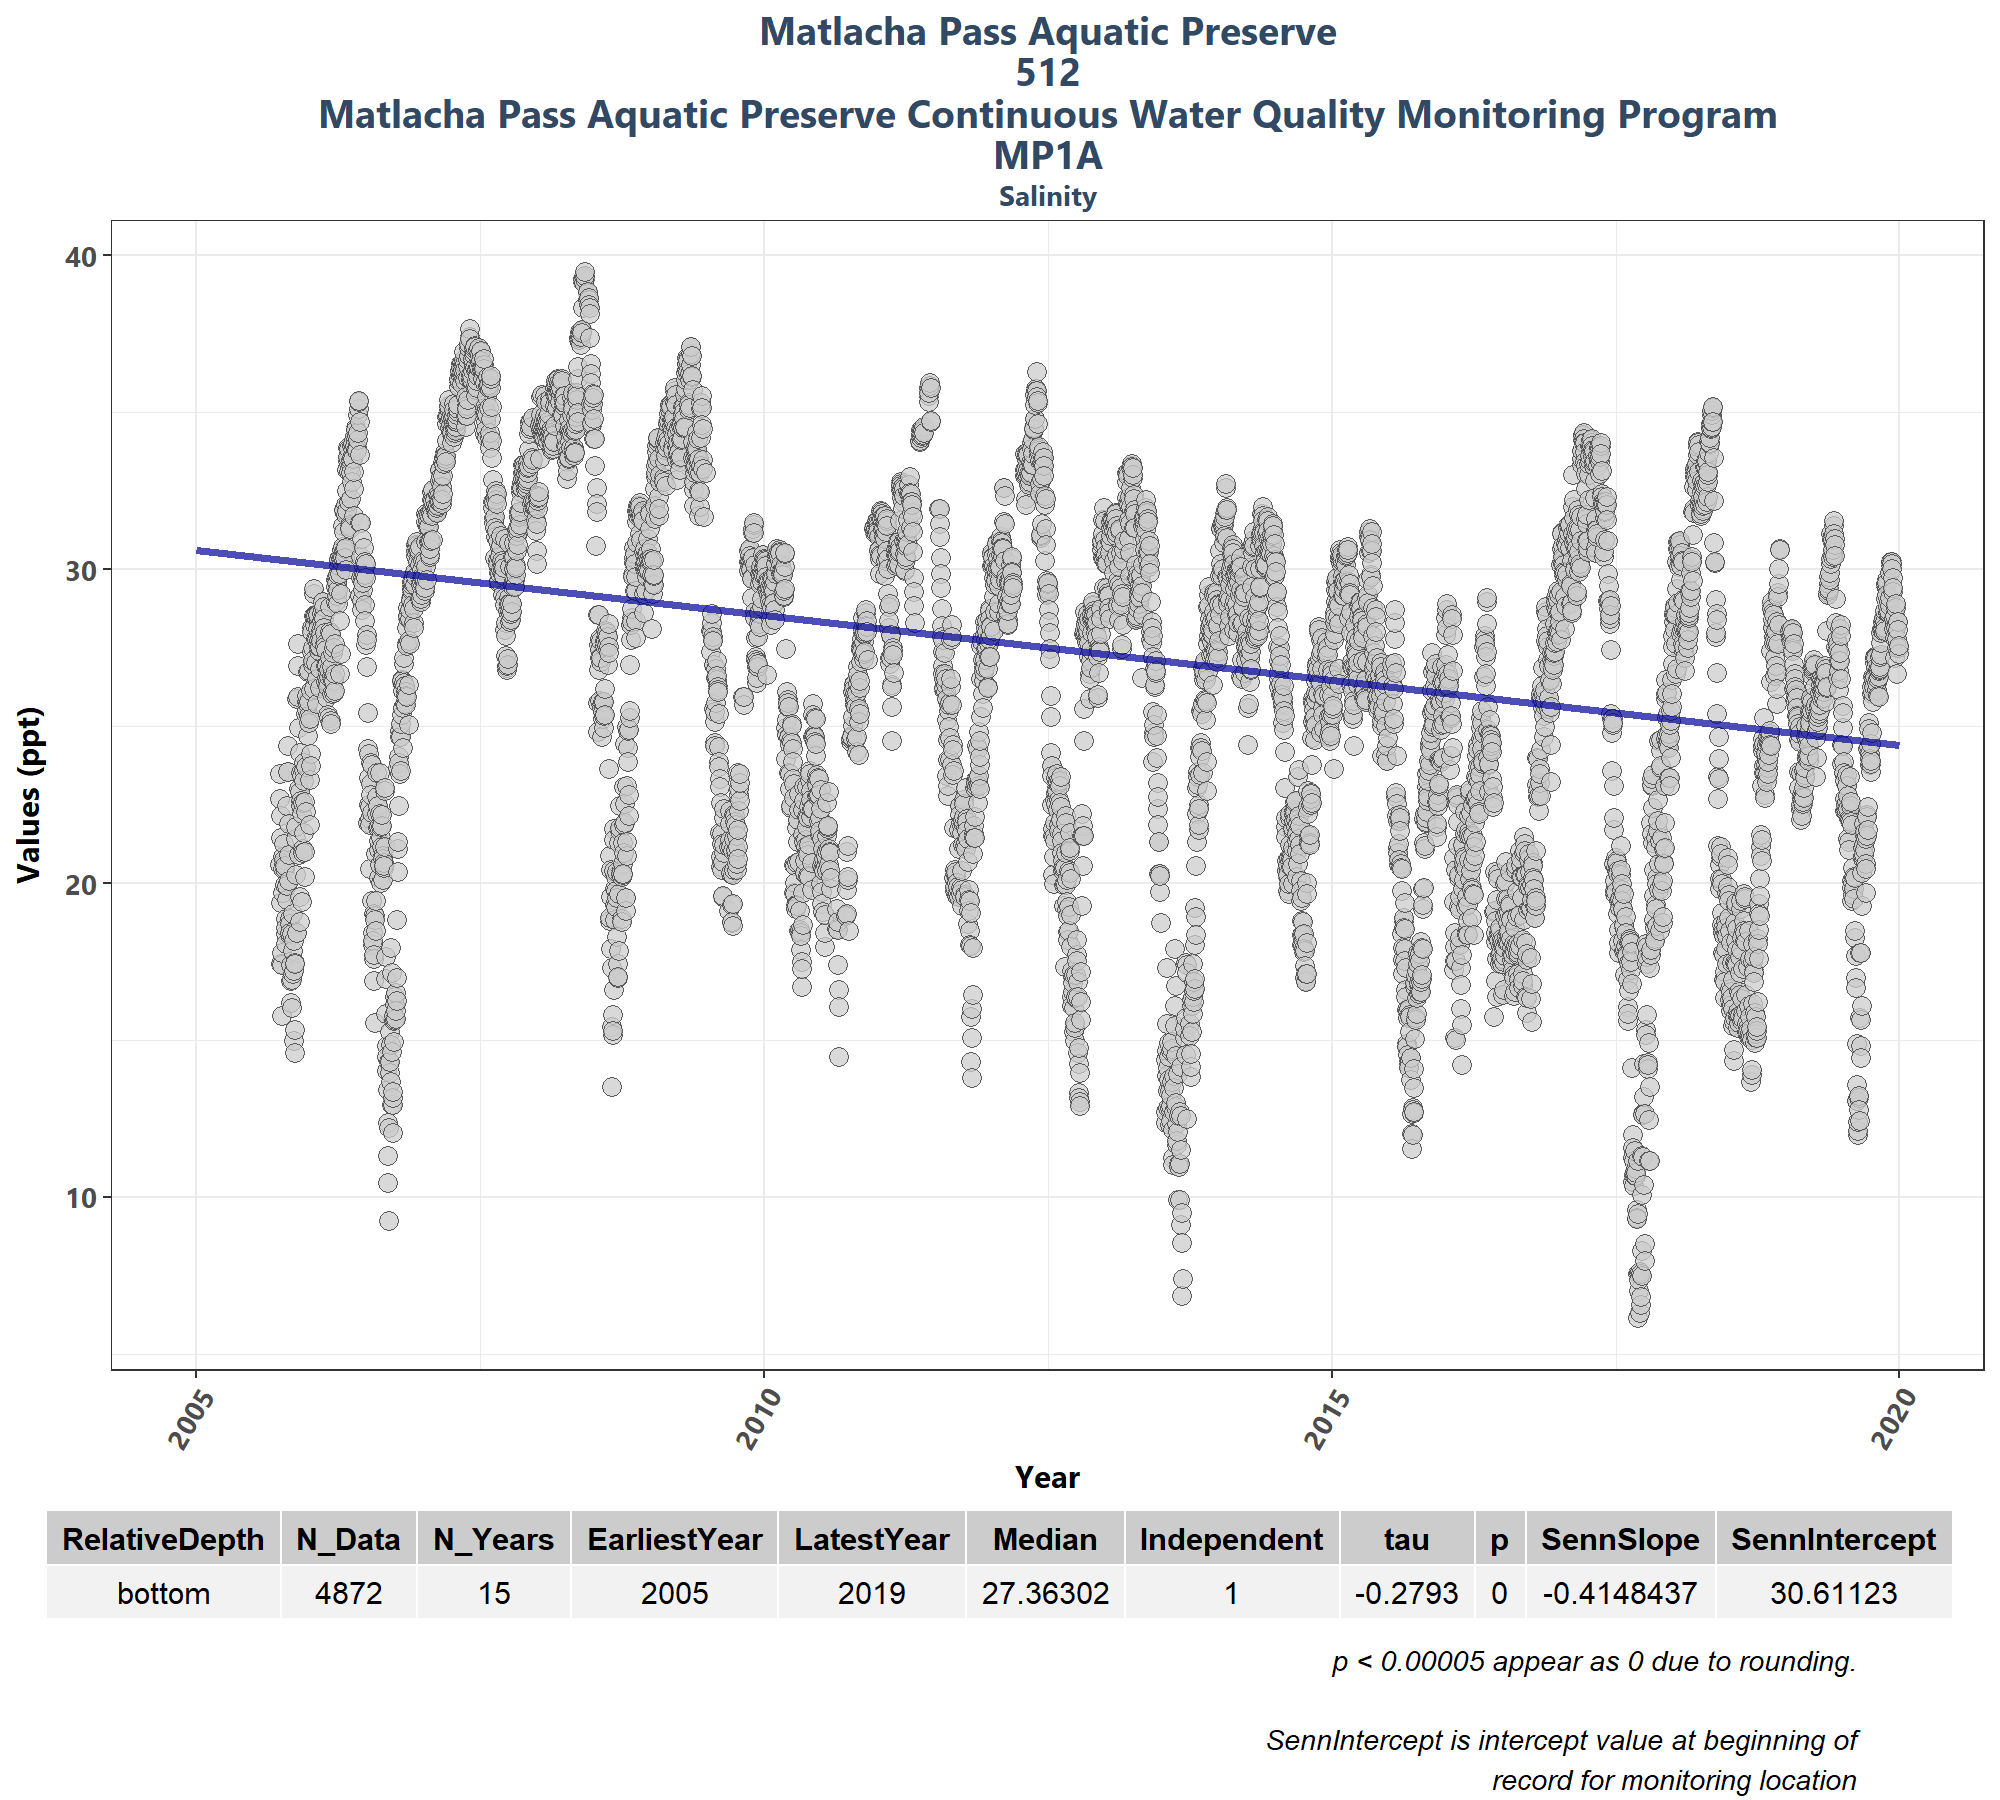 Matlacha Pass Aquatic Preserve
512
Matlacha Pass Aquatic Preserve Continuous Water Quality Monitoring Program
MP1A
Salinity
Values (ppt)
40
30
20
10
2005 2010 2015 2020
Year
RelativeDepth N_Data N_Years EarliestYear LatestYear Median Independent tau p SennSlope SennIntercept
bottom 4872 15 2005 2019 27.36302 1 -0.2793 0 -0.4148437 30.61123
p < 0.00005 appear as 0 due to rounding.
SennIntercept is intercept value at beginning of
record for monitoring location